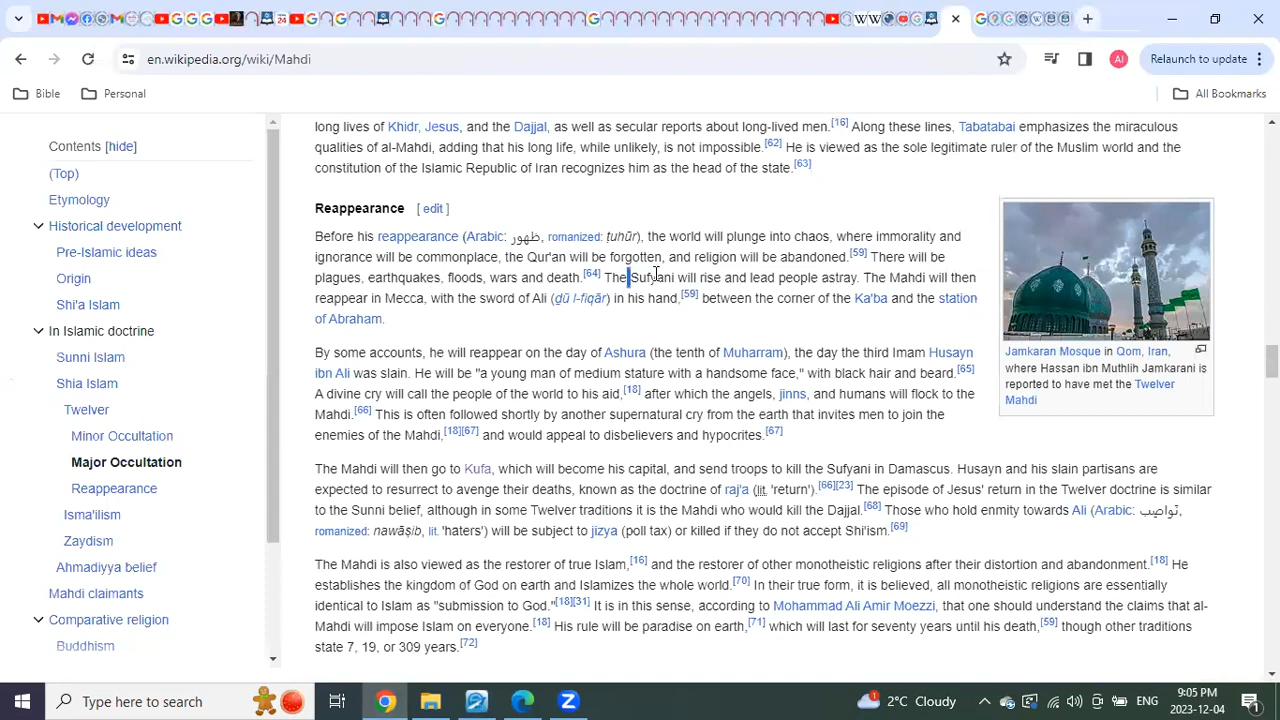 24
W W
en.wikipedia.org/wiki/Mahdi
AI
Relaunch to update
Bible
Personal
All Bookmarks
Contents [hide]
(Top)
Etymology
Historical development
Pre-Islamic ideas
Origin
Shi'a Islam
In Islamic doctrine
Sunni Islam
Shia Islam
Twelver
Minor Occultation
Major Occultation
Reappearance
Isma'ilism
Zaydism
Ahmadiyya belief
Mahdi claimants
Comparative religion
Buddhism
long lives of Khidr, Jesus, and the Dajjal, as well as secular reports about long-lived men.[16] Along these lines, Tabatabai emphasizes the miraculous
qualities of al-Mahdi, adding that his long life, while unlikely, is not impossible.[62] He is viewed as the sole legitimate ruler of the Muslim world and the
constitution of the Islamic Republic of Iran recognizes him as the head of the state.[63]
Reappearance [ edit ]
Before his reappearance (Arabic: ظهور, romanized: ṭuhūr), the world will plunge into chaos, where immorality and
ignorance will be commonplace, the Qur'an will be forgotten, and religion will be abandoned.[59] There will be
plagues, earthquakes, floods, wars and death.[64] The Sufyani will rise and lead people astray. The Mahdi will then
reappear in Mecca, with the sword of Ali (ḏū l-fiqār) in his hand,[59] between the corner of the Ka'ba and the station
of Abraham.
Jamkaran Mosque in Qom, Iran,
where Hassan ibn Muthlih Jamkarani is
reported to have met the Twelver
Mahdi
By some accounts, he will reappear on the day of Ashura (the tenth of Muharram), the day the third Imam Husayn
ibn Ali was slain. He will be "a young man of medium stature with a handsome face," with black hair and beard.[65]
A divine cry will call the people of the world to his aid,[18] after which the angels, jinns, and humans will flock to the
Mahdi.[66] This is often followed shortly by another supernatural cry from the earth that invites men to join the
enemies of the Mahdi,[18][67] and would appeal to disbelievers and hypocrites.[67]
The Mahdi will then go to Kufa, which will become his capital, and send troops to kill the Sufyani in Damascus. Husayn and his slain partisans are
expected to resurrect to avenge their deaths, known as the doctrine of raj'a (lit. 'return').[66][23] The episode of Jesus' return in the Twelver doctrine is similar
to the Sunni belief, although in some Twelver traditions it is the Mahdi who would kill the Dajjal.[68] Those who hold enmity towards Ali (Arabic: نَواصِب,
romanized: nawāṣib, lit. 'haters') will be subject to jizya (poll tax) or killed if they do not accept Shi'ism.[69]
The Mahdi is also viewed as the restorer of true Islam,[16] and the restorer of other monotheistic religions after their distortion and abandonment.[18] He
establishes the kingdom of God on earth and Islamizes the whole world.[70] In their true form, it is believed, all monotheistic religions are essentially
identical to Islam as "submission to God."[18][31] It is in this sense, according to Mohammad Ali Amir Moezzi, that one should understand the claims that al-
Mahdi will impose Islam on everyone.[18] His rule will be paradise on earth,[71] which will last for seventy years until his death,[59] though other traditions
state 7, 19, or 309 years.[72]
Type here to search
1
2°C Cloudy
ENG
9:05 PM
2023-12-04
1